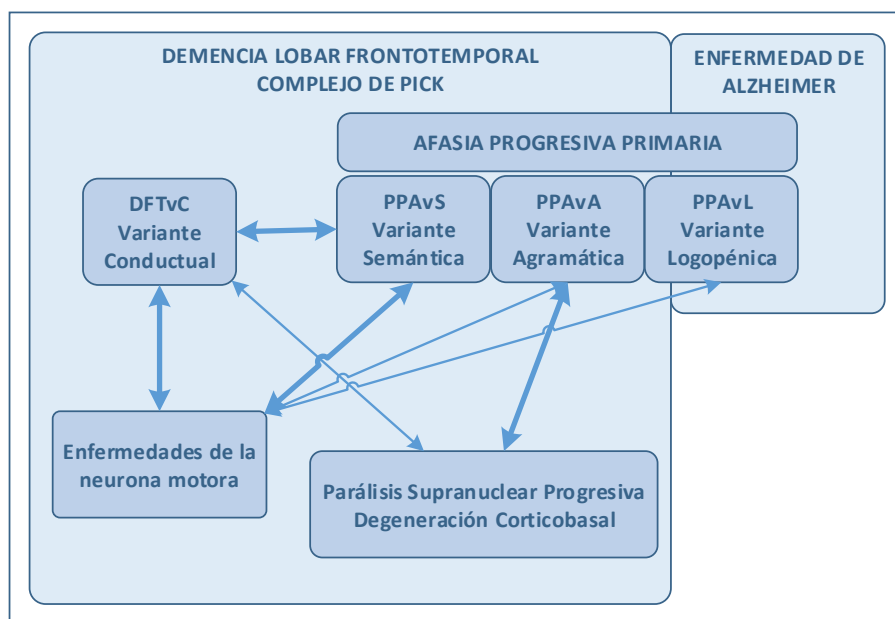 DEMENCIA LOBAR FRONTOTEMPORAL
COMPLEJO DE PICK
ENFERMEDAD DE
ALZHEIMER
AFASIA PROGRESIVA PRIMARIA
DFTvC
Variante
Conductual
PPAvS
Variante
Semántica
PPAvA
Variante
Agramática
PPAvL
Variante
Logopénica
Enfermedades de la
neurona motora
Parálisis Supranuclear Progresiva
Degeneración Corticobasal